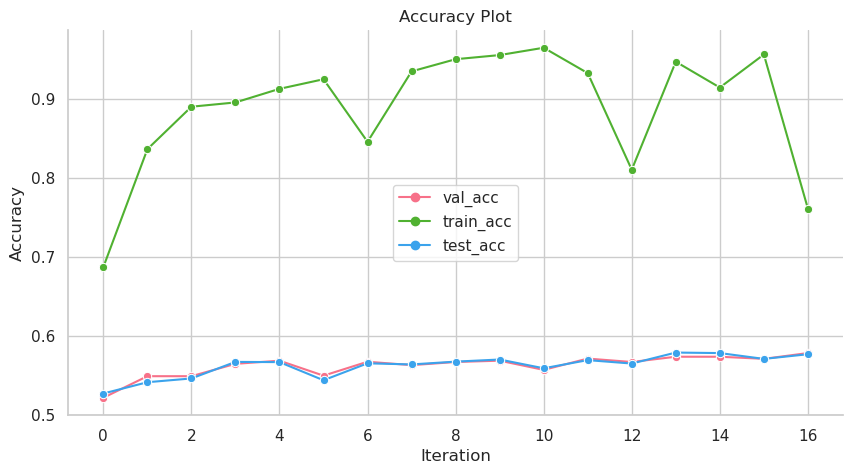 Accuracy Plot
Accuracy
0.9
0.8
0.7
0.6
0.5
val_acc
train_acc
test_acc
0 2 4 6 8 10 12 14 16
Iteration